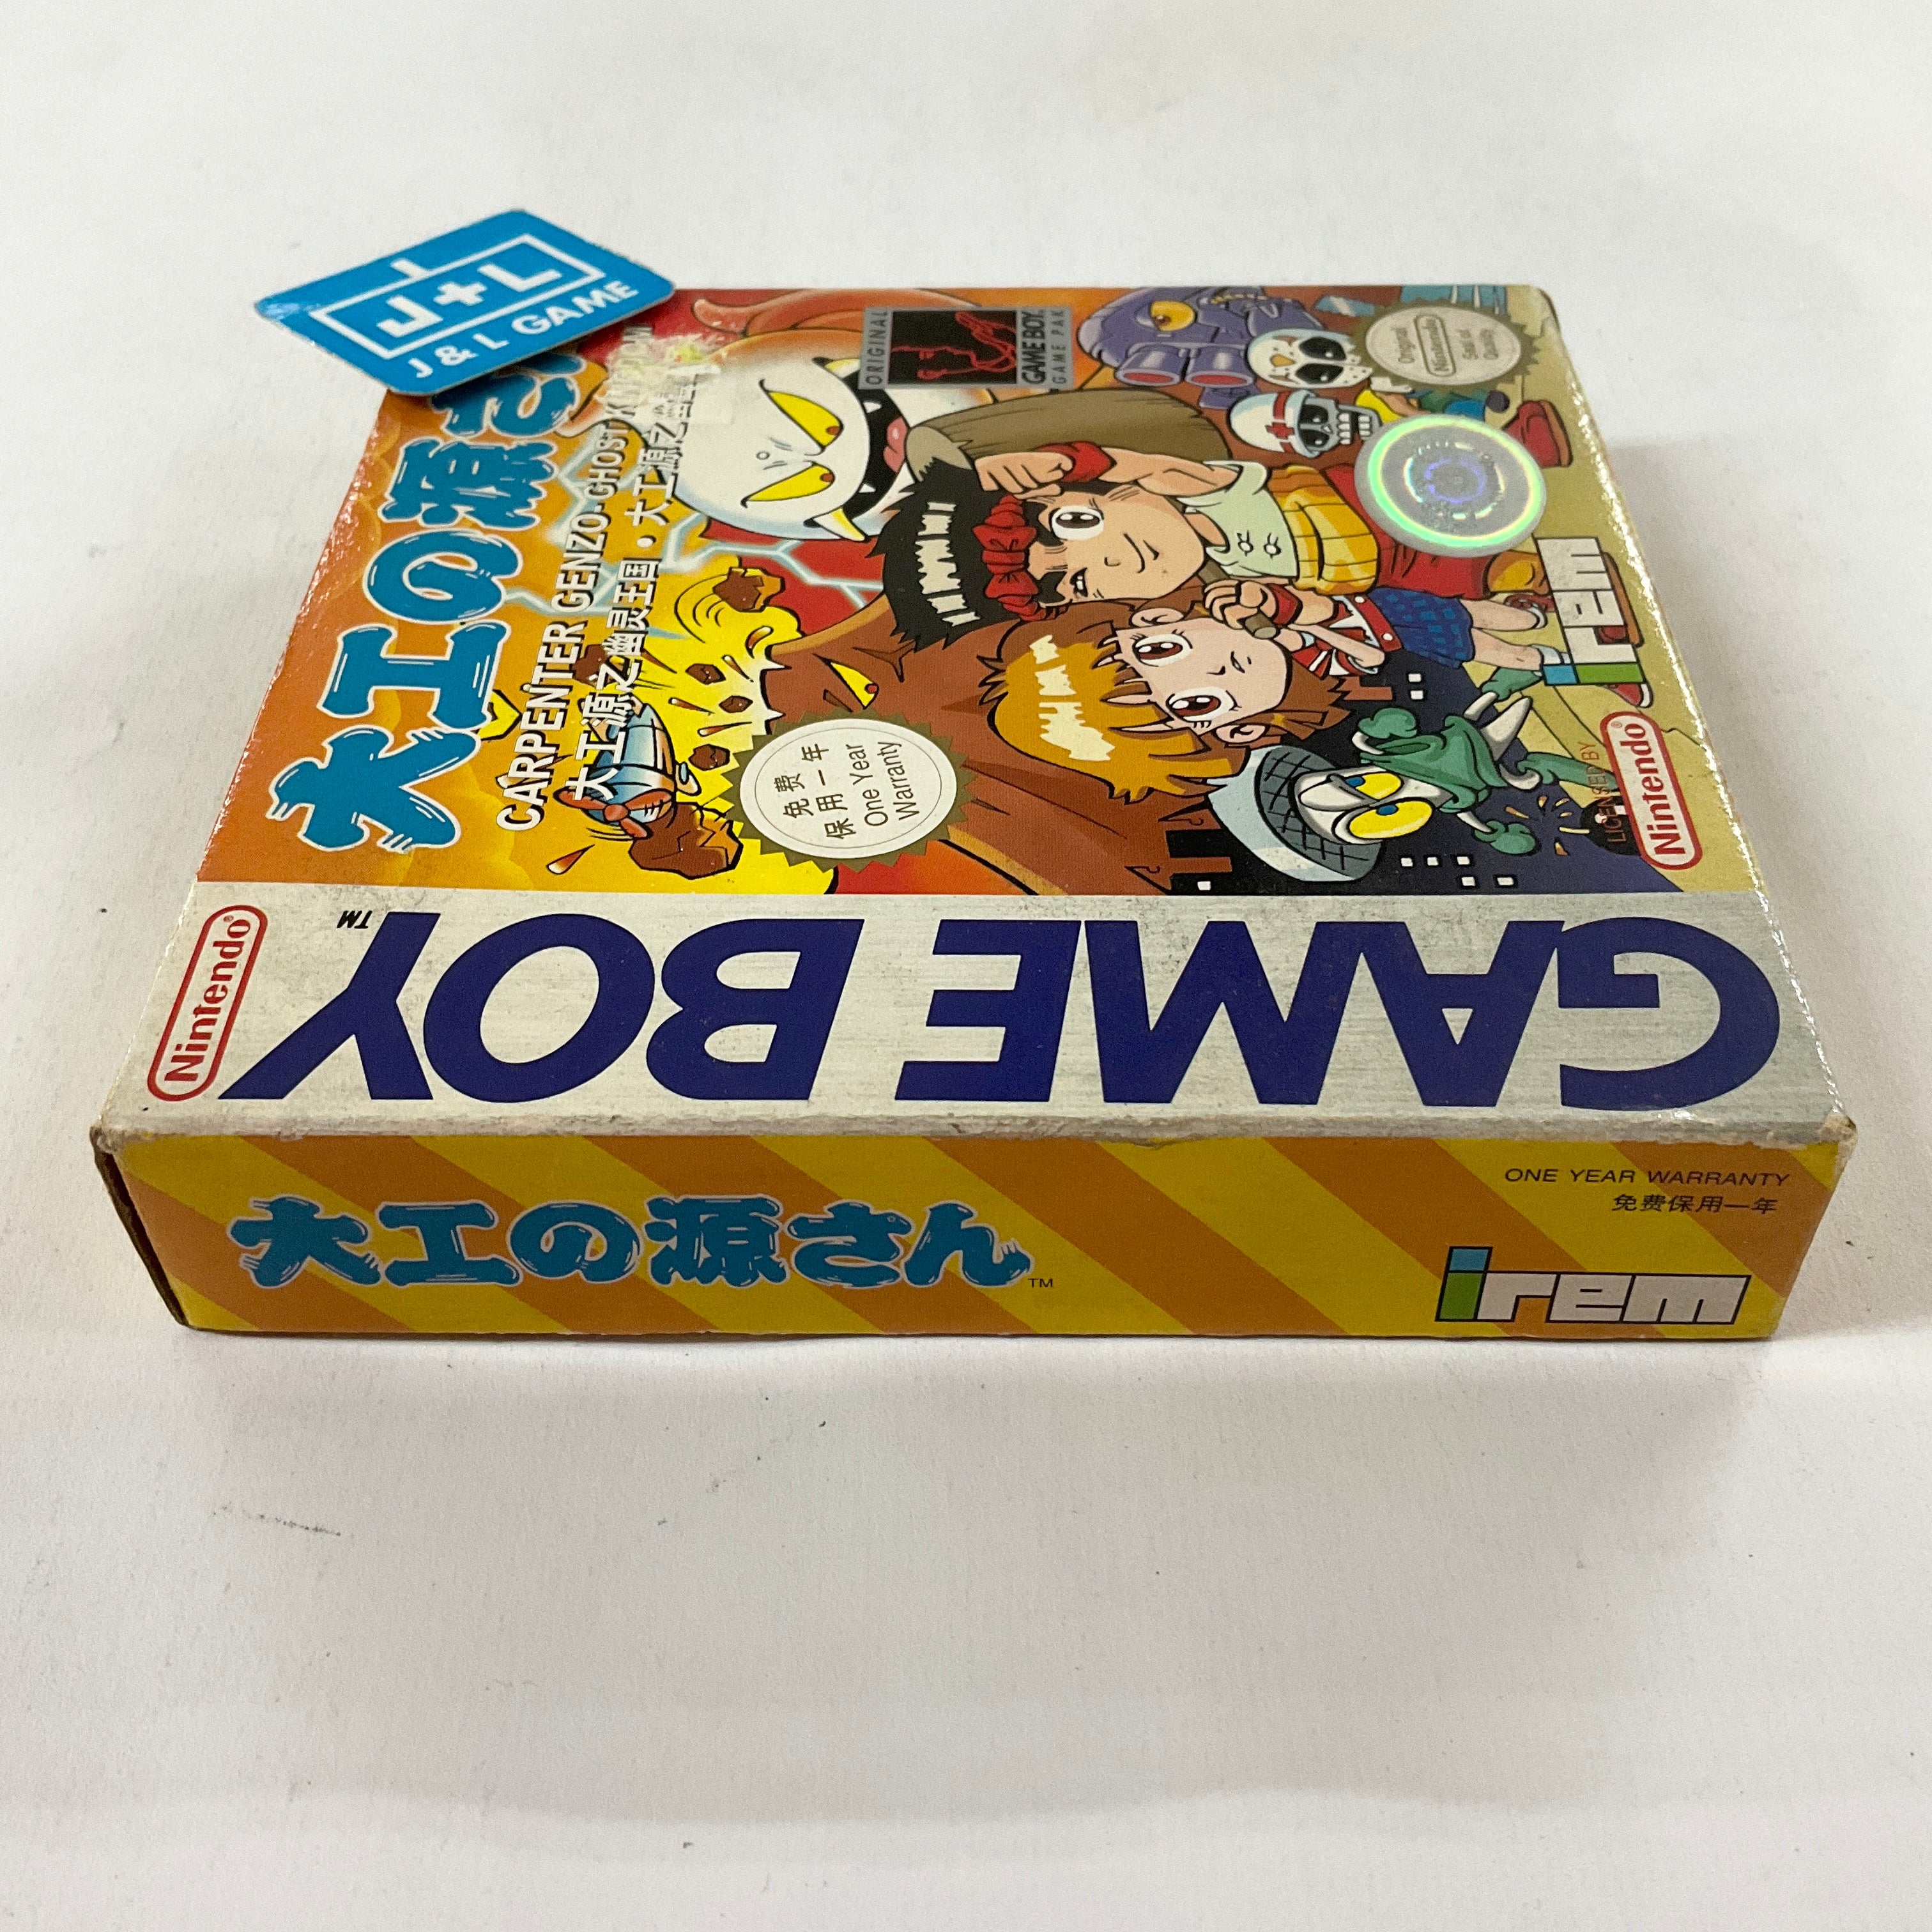 J+L
J & L GAME
大工の源さ
CARPENTER GENZO-GHOST
大工源之幽灵王国・大工源之
ORIGINAL
GAME BOY
GAME PAK
Original
Nintendo
Seal of
Quality
免费
保用一年
One Year
Warranty
irem
LICENSED BY
Nintendo®
Nintendo®
GAME BOY
TM
大工の源さん
TM
ONE YEAR WARRANTY
免费保用一年
irem